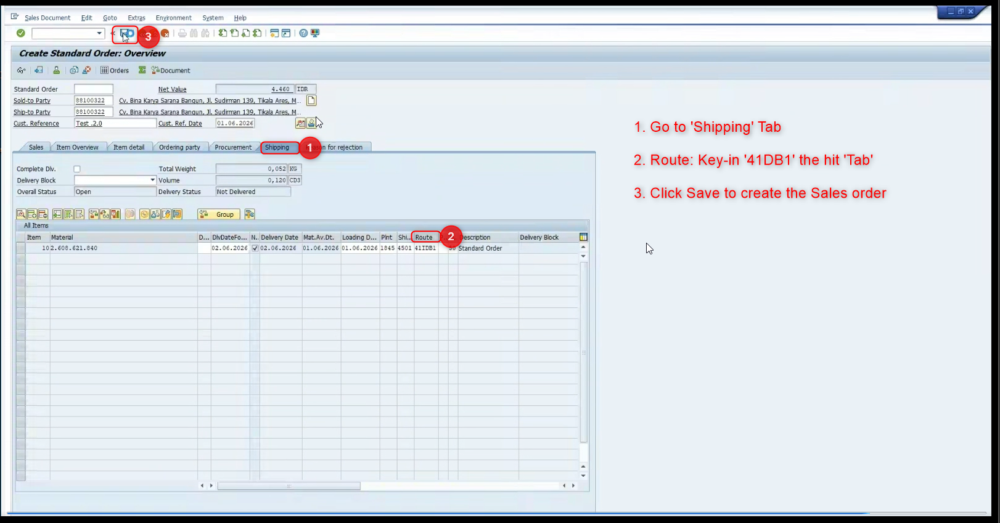 Sales Document Edit Goto Extras Environment System Help
3
Create Standard Order: Overview
Orders Document
Standard Order Net Value 4.460 IDR
Sold-to Party 88100322 Cv. Bina Karya Sarana Bangun, Jl. Sudirman 139, Tikala Ares, M...
Ship-to Party 88100322 Cv. Bina Karya Sarana Bangun, Jl. Sudirman 139, Tikala Ares, M...
Cust. Reference Test .2.0 Cust. Ref. Date 01.06.2026
1. Go to 'Shipping' Tab
Sales Item Overview Item detail Ordering party Procurement Shipping 1 for rejection
2. Route: Key-in '41DB1' the hit 'Tab'
Complete Dlv. Total Weight 0,052 KG
Delivery Block Volume 0,120 CD3
Overall Status Open Delivery Status Not Delivered
3. Click Save to create the Sales order
Group
All Items
Item Material D... DlvDateFo... N.. Delivery Date Mat.Av.Dt. Loading D... Plnt Shi.. Route 2 Description Delivery Block
10 2.608.621.840 02.06.2026 02.06.2026 01.06.2026 01.06.2026 1845 4501 41IDB1 50 Standard Order